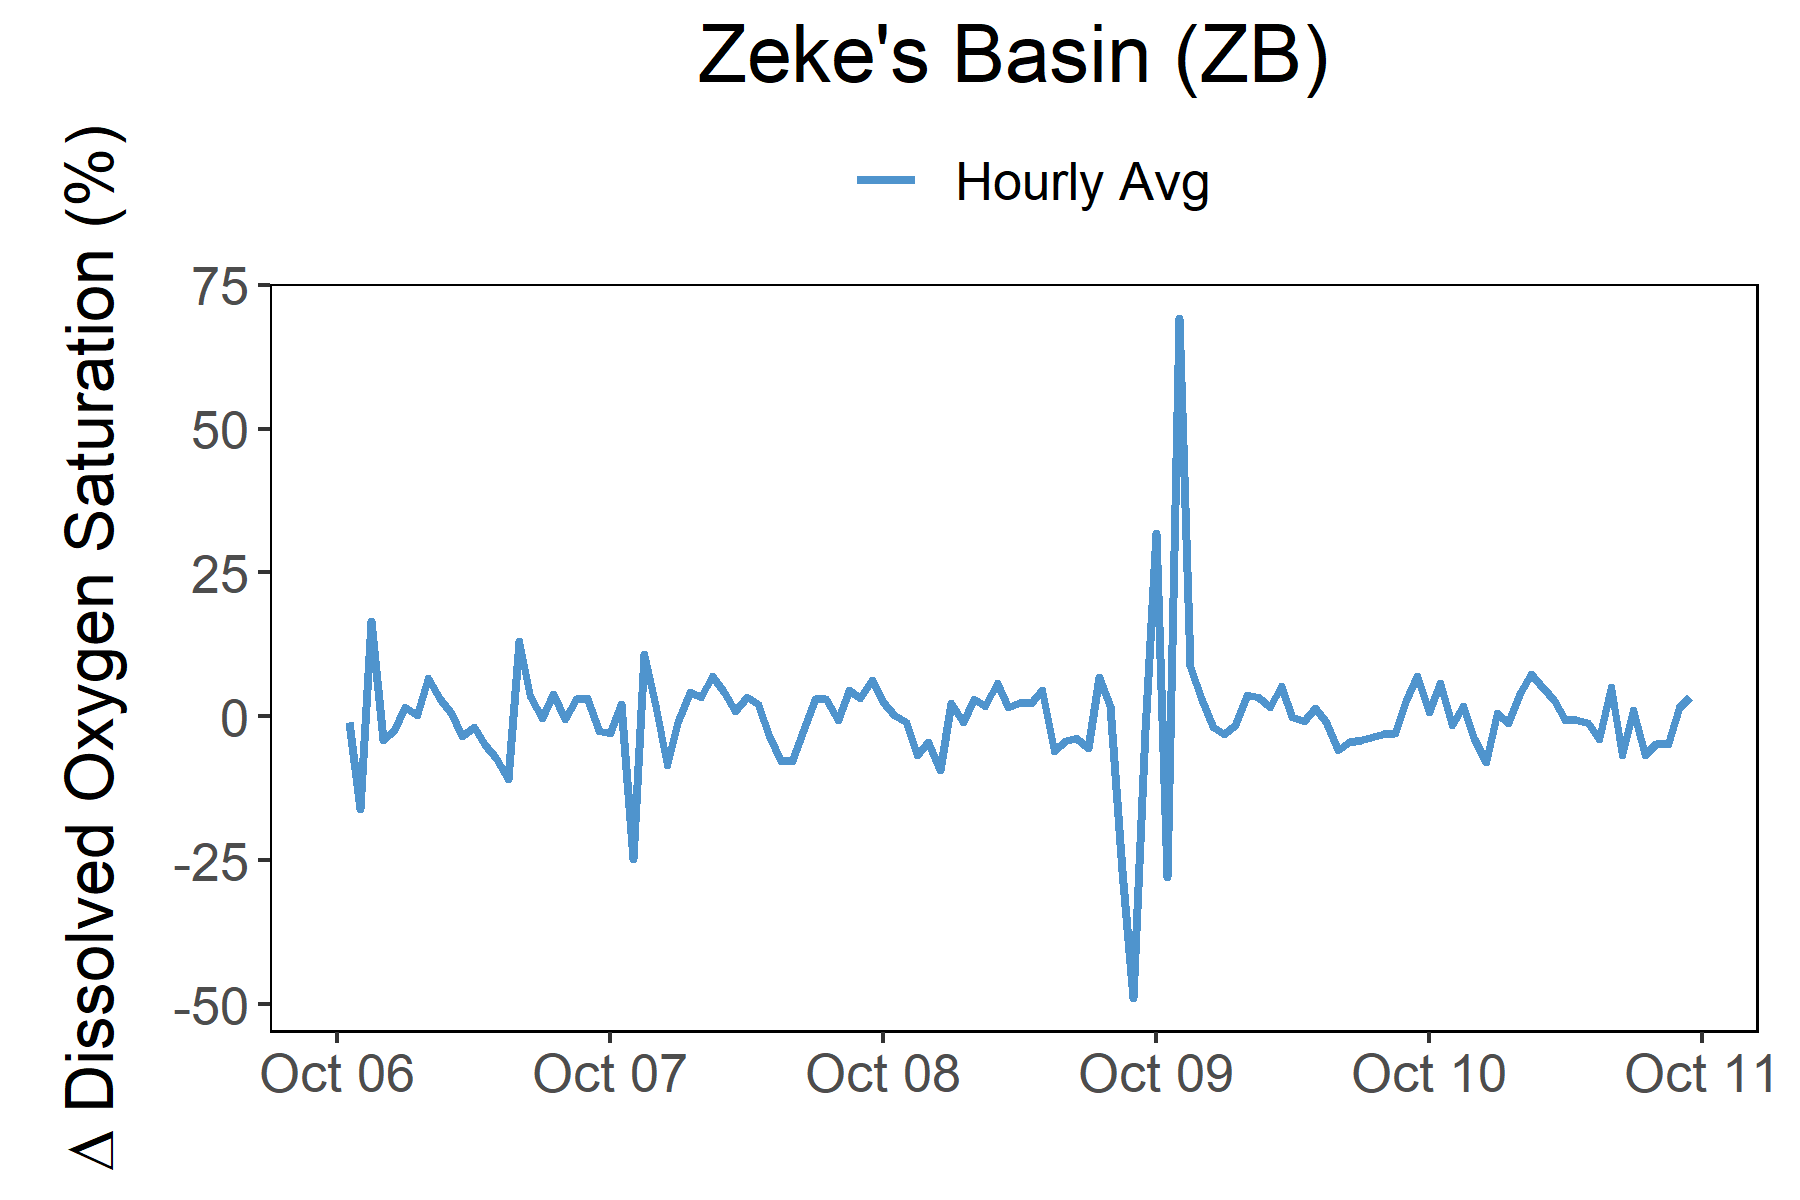 Zeke's Basin (ZB)
Hourly Avg
Δ Dissolved Oxygen Saturation (%)
75
50
25
0
-25
-50
Oct 06
Oct 07
Oct 08
Oct 09
Oct 10
Oct 11